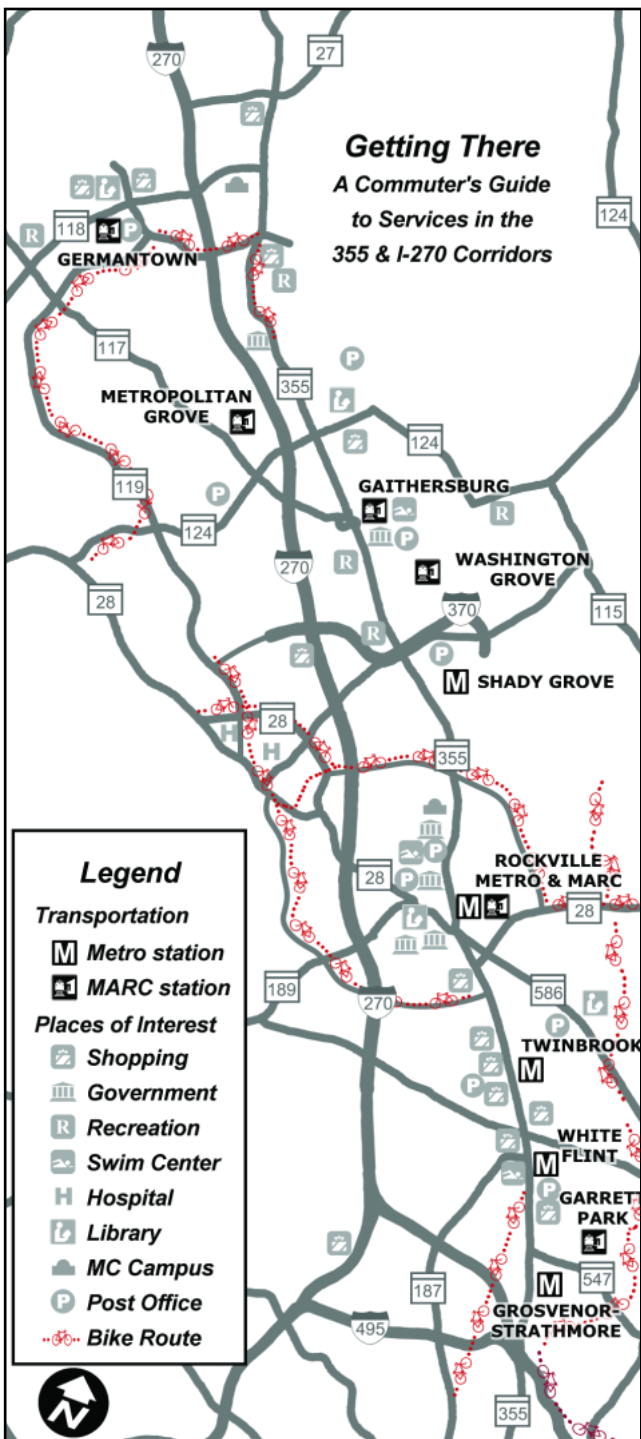 270
27
Getting There
A Commuter's Guide
to Services in the
355 & I-270 Corridors
124
118
P
R
GERMANTOWN
R
117
355
P
METROPOLITAN
GROVE
124
119
P
GAITHERSBURG
R
124
P
270
R
WASHINGTON
GROVE
28
370
115
R
P
M SHADY GROVE
28
H
H
355
P
ROCKVILLE
METRO & MARC
28
P
M
28
189
270
586
P
TWINBROOK
M
P
WHITE
FLINT
M
P
GARRETT
PARK
187
M
547
GROSVENOR-
STRATHMORE
495
355
Legend
Transportation
M Metro station
MARC station
Places of Interest
Shopping
Government
R Recreation
Swim Center
H Hospital
Library
MC Campus
P Post Office
Bike Route
N